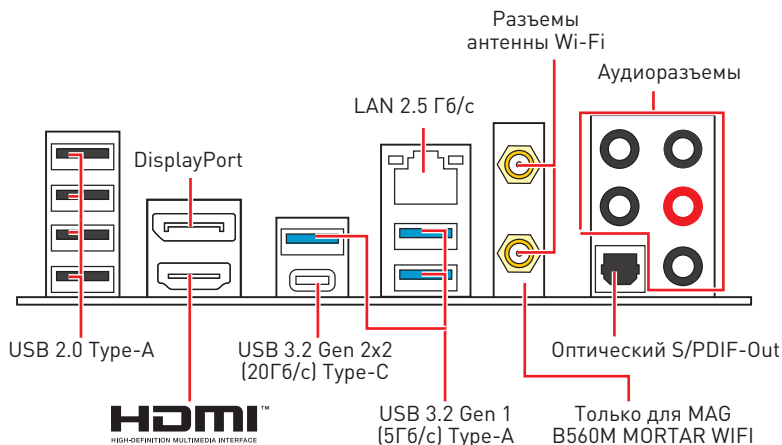 Разъемы
антенны Wi-Fi
Аудиоразъемы
LAN 2.5 Гб/с
DisplayPort
USB 2.0 Type-A
USB 3.2 Gen 2x2
(20Гб/с) Type-C
Оптический S/PDIF-Out
HDMI™
HIGH-DEFINITION MULTIMEDIA INTERFACE
USB 3.2 Gen 1
(5Гб/с) Type-A
Только для MAG
B560M MORTAR WIFI